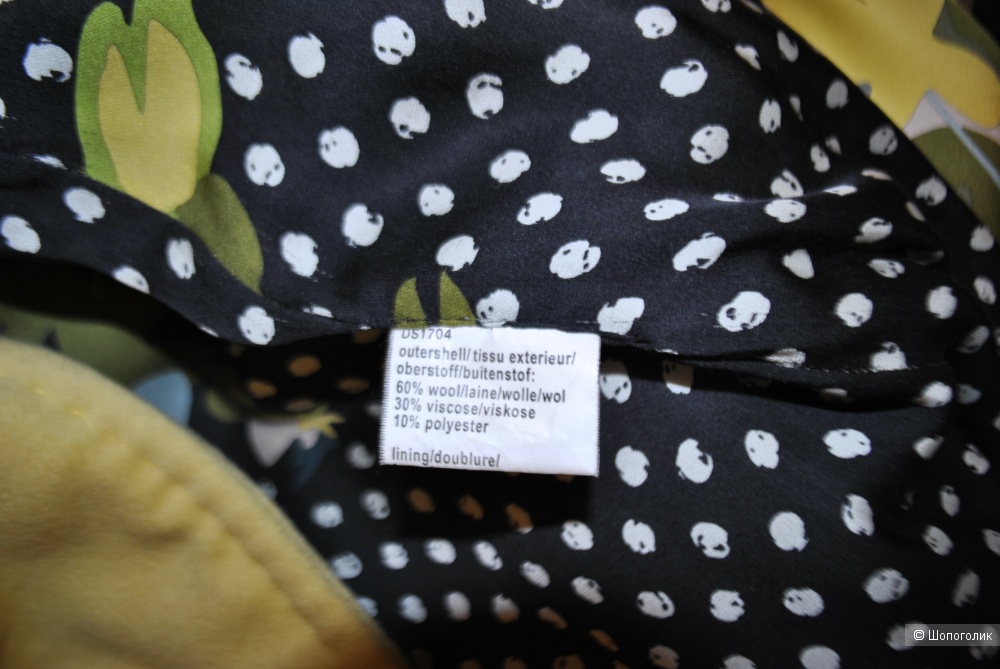 DS1704
outershell/tissu exterieur/
oberstoff/buitenstof:
60% wool/laine/wolle/wol
30% viscose/viskose
10% polyester
lining/doublure/
© Шопоголик